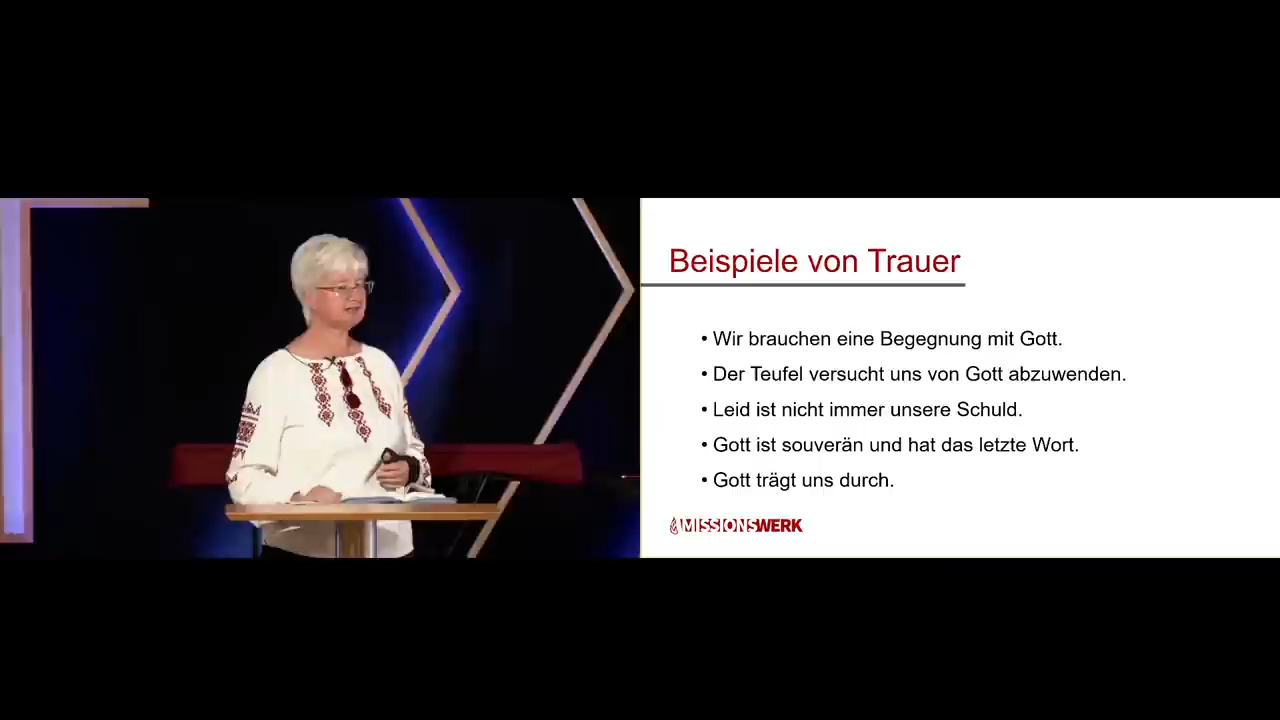 Beispiele von Trauer
• Wir brauchen eine Begegnung mit Gott.
• Der Teufel versucht uns von Gott abzuwenden.
• Leid ist nicht immer unsere Schuld.
• Gott ist souverän und hat das letzte Wort.
• Gott trägt uns durch.
MISSIONSWERK